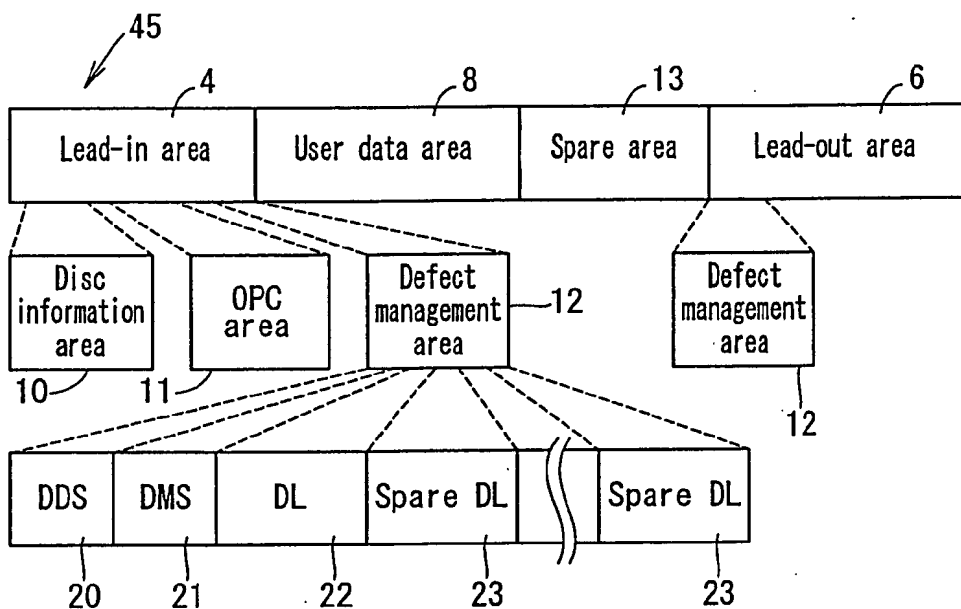 45
4
8
13
6
Lead-in area
User data area
Spare area
Lead-out area
Disc
information
area
OPC
area
Defect
management
area
12
Defect
management
area
10
11
12
DDS
DMS
DL
Spare DL
Spare DL
20
21
22
23
23